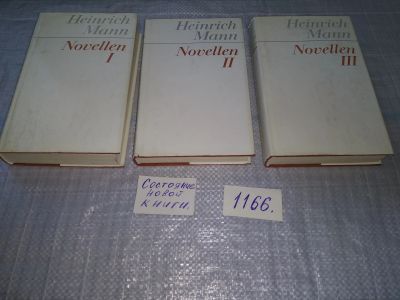 Heinrich
Mann
Novellen
I
Heinrich
Mann
Novellen
II
Heinrich
Mann
Novellen
III
Состояние
новой
книги.
1166.